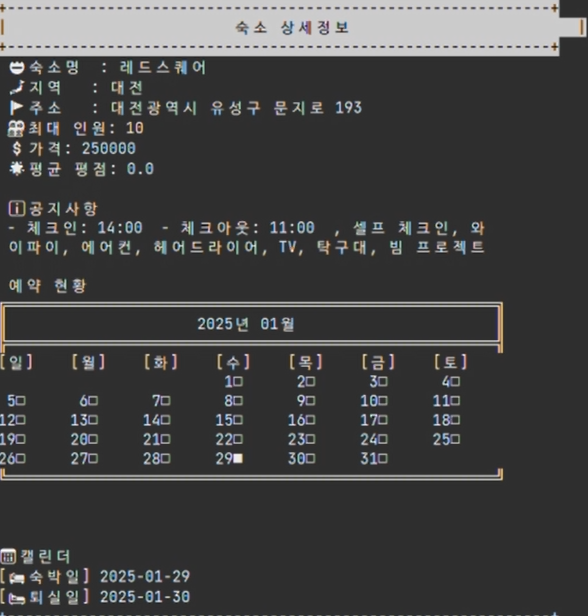 숙소 상세정보
숙소명 : 레드스퀘어
지역 : 대전
주소 : 대전광역시 유성구 문지로 193
최대 인원: 10
$ 가격: 250000
평균 평점: 0.0
공지사항
- 체크인: 14:00 - 체크아웃: 11:00 , 셀프 체크인, 와
이파이, 에어컨, 헤어드라이어, TV, 탁구대, 빔 프로젝트
예약 현황
2025년 01월
[일] [월] [화] [수] [목] [금] [토]
1□ 2□ 3□ 4□
5□ 6□ 7□ 8□ 9□ 10□ 11□
12□ 13□ 14□ 15□ 16□ 17□ 18□
19□ 20□ 21□ 22□ 23□ 24□ 25□
26□ 27□ 28□ 29■ 30□ 31□
캘린더
[숙박일] 2025-01-29
[퇴실일] 2025-01-30